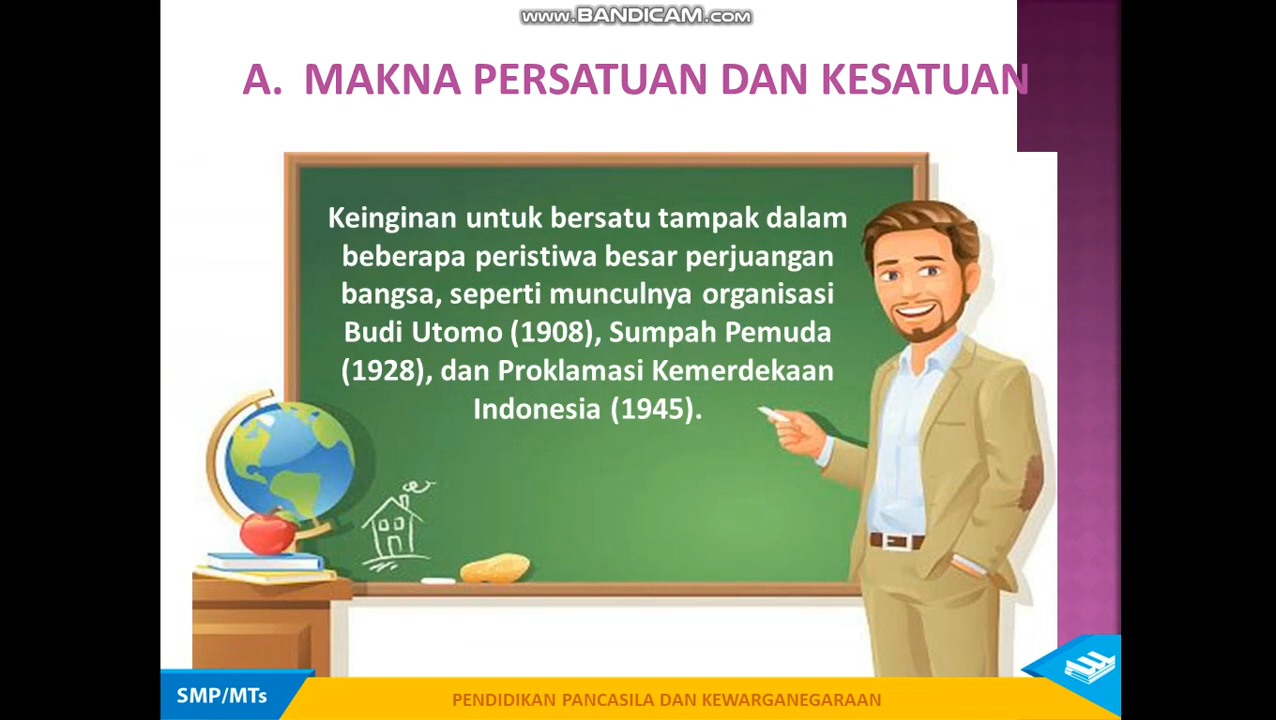 www.BANDICAM.com
A. MAKNA PERSATUAN DAN KESATUAN
Keinginan untuk bersatu tampak dalam
beberapa peristiwa besar perjuangan
bangsa, seperti munculnya organisasi
Budi Utomo (1908), Sumpah Pemuda
(1928), dan Proklamasi Kemerdekaan
Indonesia (1945).
SMP/MTs
PENDIDIKAN PANCASILA DAN KEWARGANEGARAAN